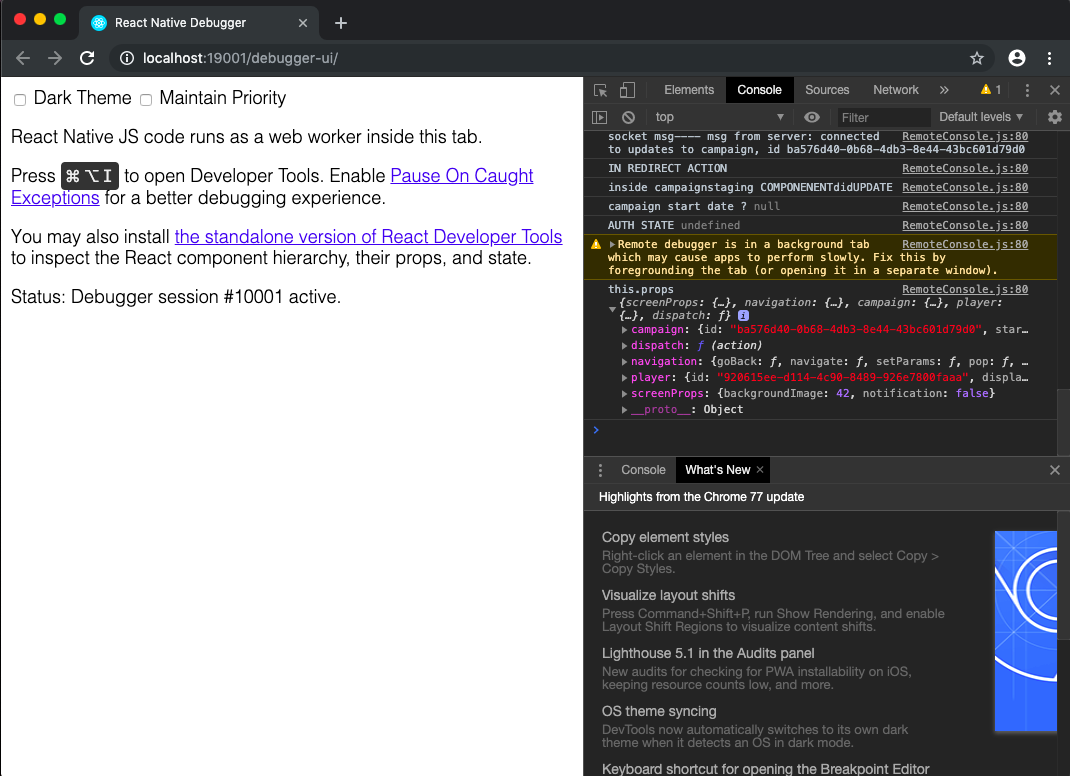 React Native Debugger
localhost:19001/debugger-ui/
Dark Theme Maintain Priority
React Native JS code runs as a web worker inside this tab.
Press ⌘⌥I to open Developer Tools. Enable Pause On Caught
Exceptions for a better debugging experience.
You may also install the standalone version of React Developer Tools
to inspect the React component hierarchy, their props, and state.
Status: Debugger session #10001 active.
Elements Console Sources Network » 1
top Filter Default levels
socket msg---- msg from server: connected RemoteConsole.js:80
to updates to campaign, id ba576d40-0b68-4db3-8e44-43bc601d79d0
IN REDIRECT ACTION RemoteConsole.js:80
inside campaignstaging COMPONENENTdidUPDATE RemoteConsole.js:80
campaign start date ? null RemoteConsole.js:80
AUTH STATE undefined RemoteConsole.js:80
Remote debugger is in a background tab RemoteConsole.js:80
which may cause apps to perform slowly. Fix this by
foregrounding the tab (or opening it in a separate window).
this.props RemoteConsole.js:80
{screenProps: {…}, navigation: {…}, campaign: {…}, player:
{…}, dispatch: ƒ} i
campaign: {id: "ba576d40-0b68-4db3-8e44-43bc601d79d0", star…
dispatch: ƒ (action)
navigation: {goBack: ƒ, navigate: ƒ, setParams: ƒ, pop: ƒ, …
player: {id: "920615ee-d114-4c90-8489-926e7800faaa", displa…
screenProps: {backgroundImage: 42, notification: false}
__proto__: Object
Console What's New
Highlights from the Chrome 77 update
Copy element styles
Right-click an element in the DOM Tree and select Copy >
Copy Styles.
Visualize layout shifts
Press Command+Shift+P, run Show Rendering, and enable
Layout Shift Regions to visualize content shifts.
Lighthouse 5.1 in the Audits panel
New audits for checking for PWA installability on iOS,
keeping resource counts low, and more.
OS theme syncing
DevTools now automatically switches to its own dark
theme when it detects an OS in dark mode.
Keyboard shortcut for opening the Breakpoint Editor